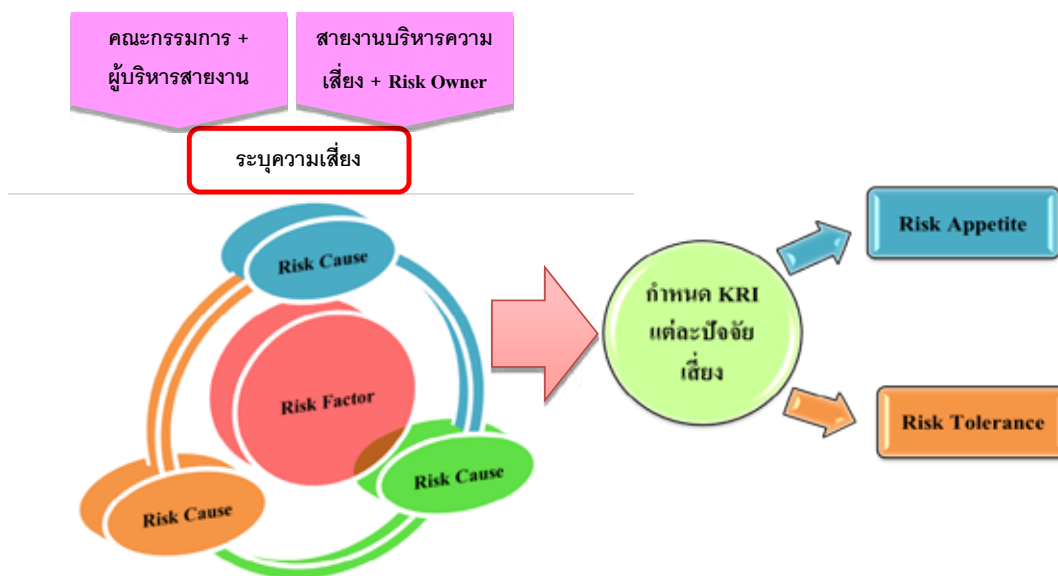 คณะกรรมการ +
ผู้บริหารสายงาน
สายงานบริหารความ
เสี่ยง + Risk Owner
ระบุความเสี่ยง
Risk Cause
Risk Factor
Risk Cause
Risk Cause
กำหนด KRI
แต่ละปัจจัย
เสี่ยง
Risk Appetite
Risk Tolerance